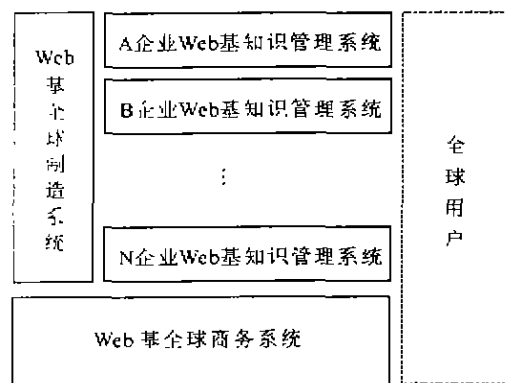 Web
基
全
球
制
造
系
统
A企业Web基知识管理系统
B企业Web基知识管理系统
⋮
N企业Web基知识管理系统
Web 基全球商务系统
全
球
用
户